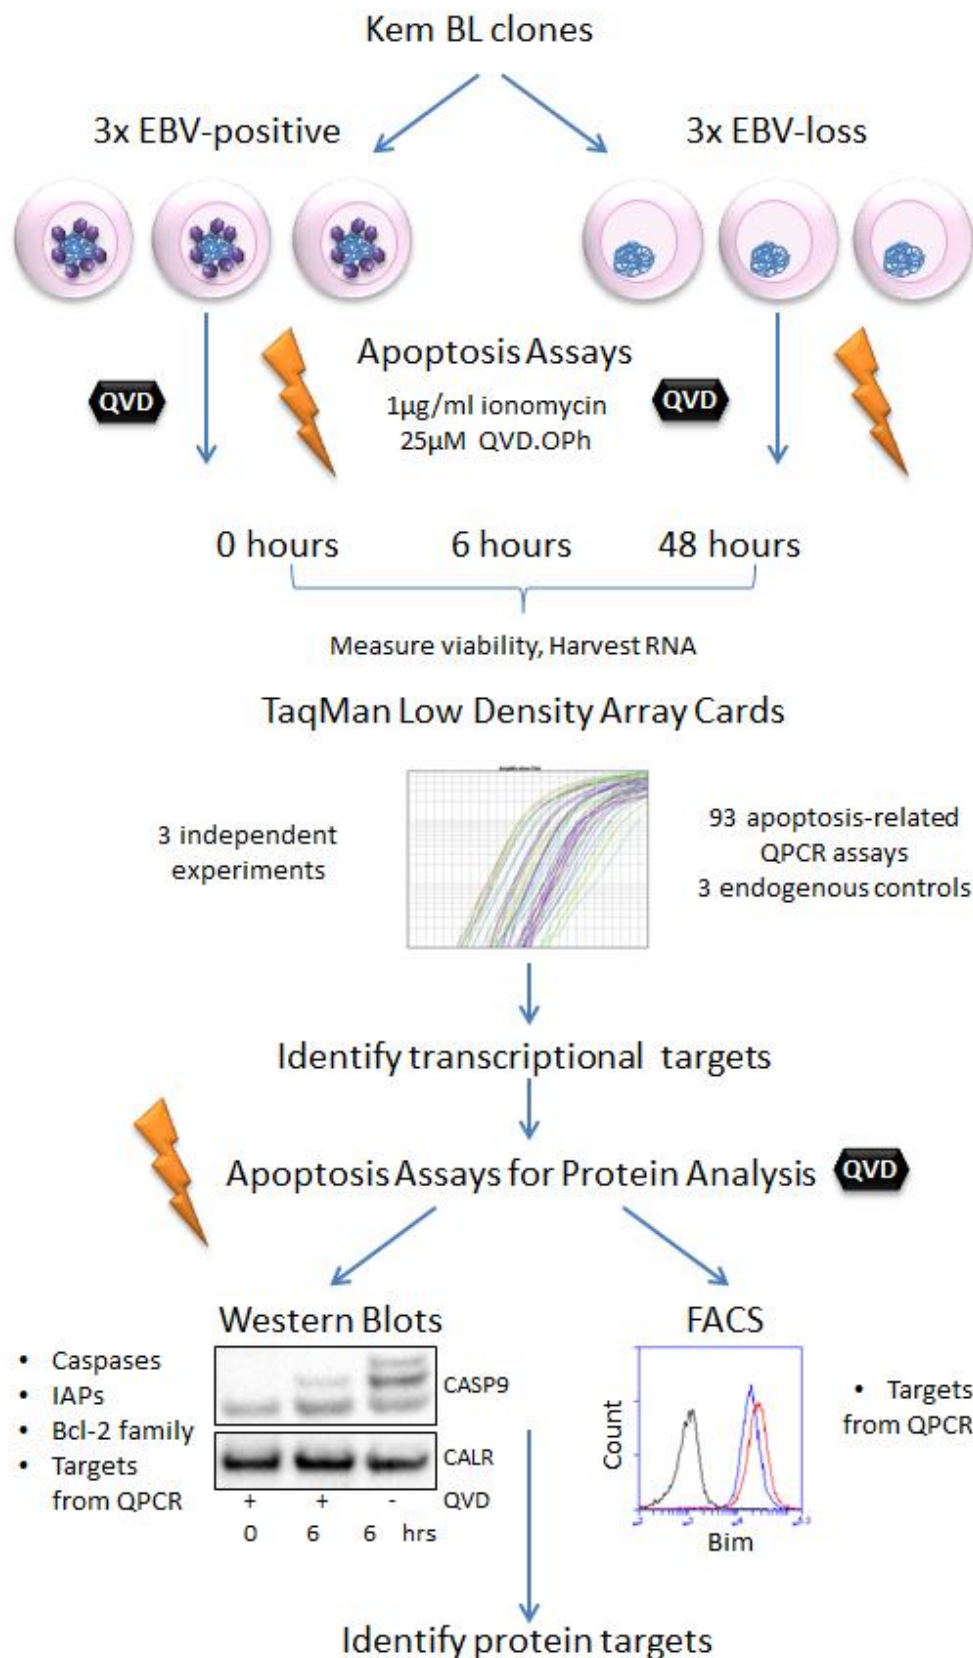 Kem BL clones
3x EBV-positive
3x EBV-loss
Apoptosis Assays
QVD
1µg/ml ionomycin
25µM QVD.OPh
QVD
0 hours
6 hours
48 hours
Measure viability, Harvest RNA
TaqMan Low Density Array Cards
3 independent
experiments
93 apoptosis-related
QPCR assays
3 endogenous controls
Identify transcriptional targets
Apoptosis Assays for Protein Analysis
QVD
Western Blots
• Caspases
• IAPs
• Bcl-2 family
• Targets
from QPCR
CASP9
CALR
+ + - QVD
0 6 6 hrs
FACS
Count
Bim
• Targets
from QPCR
Identify protein targets